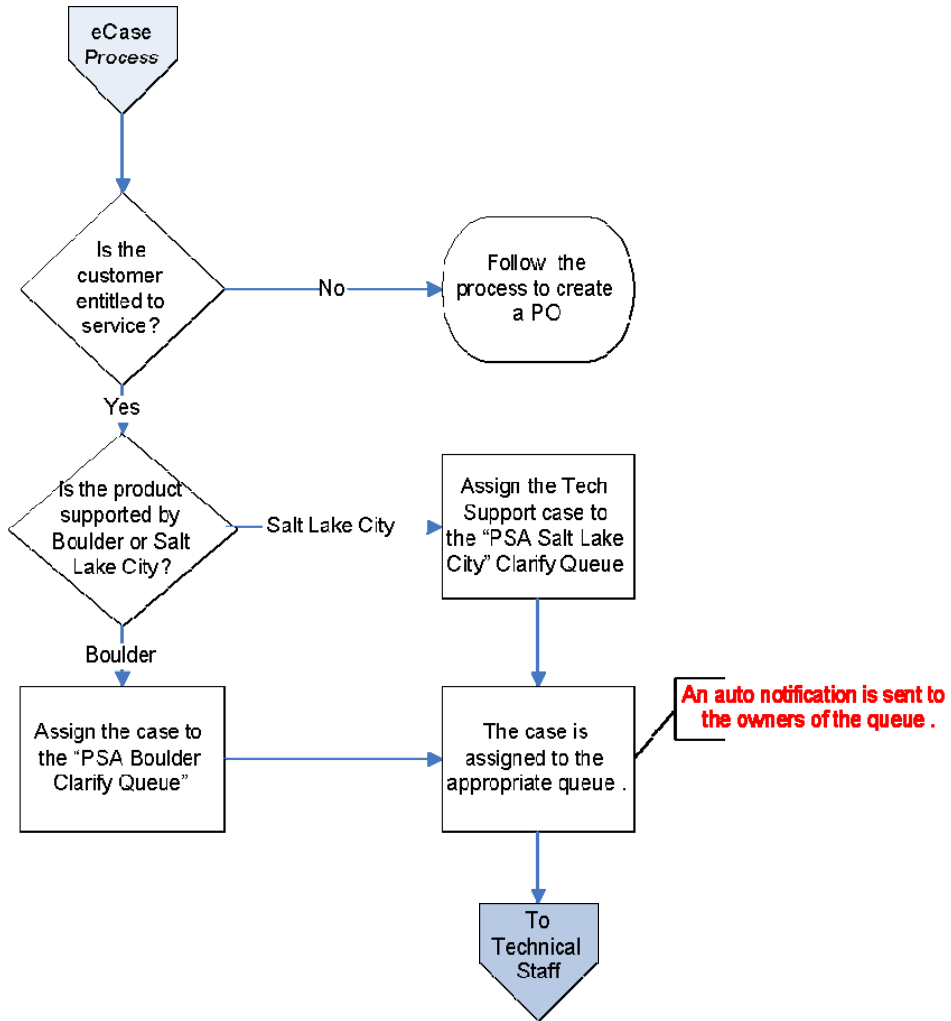 eCase
Process
Is the
customer
entitled to
service?
No
Follow the
process to create
a PO
Yes
Is the product
supported by
Boulder or Salt
Lake City?
Salt Lake City
Assign the Tech
Support case to
the “PSA Salt Lake
City” Clarify Queue
Boulder
Assign the case to
the “PSA Boulder
Clarify Queue”
The case is
assigned to the
appropriate queue .
An auto notification is sent to
the owners of the queue .
To
Technical
Staff